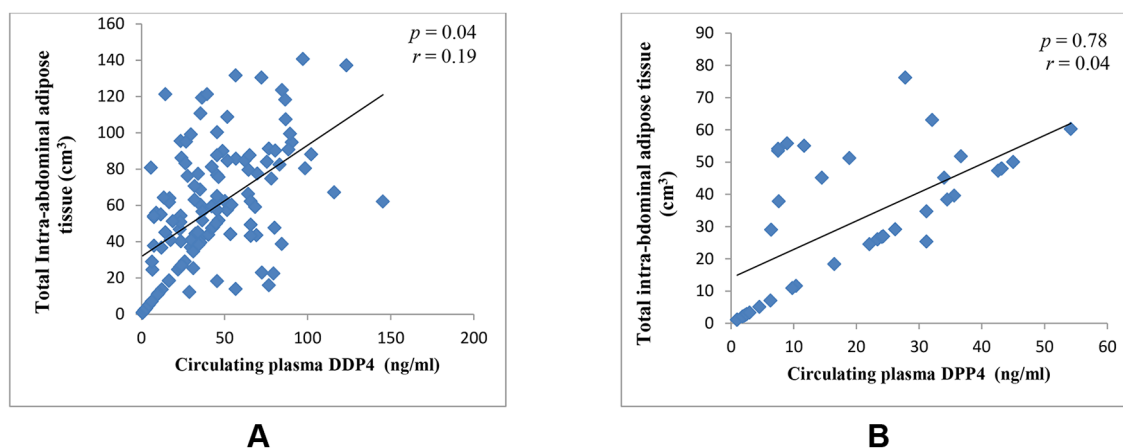 160
140
120
100
80
60
40
20
0
Total Intra-abdominal adipose
tissue (cm³)
p = 0.04
r = 0.19
0 50 100 150 200
Circulating plasma DDP4 (ng/ml)
A
90
80
70
60
50
40
30
20
10
0
Total intra-bdominal adipose tissue
(cm³)
p = 0.78
r = 0.04
0 10 20 30 40 50 60
Circulating plasma DPP4 (ng/ml)
B